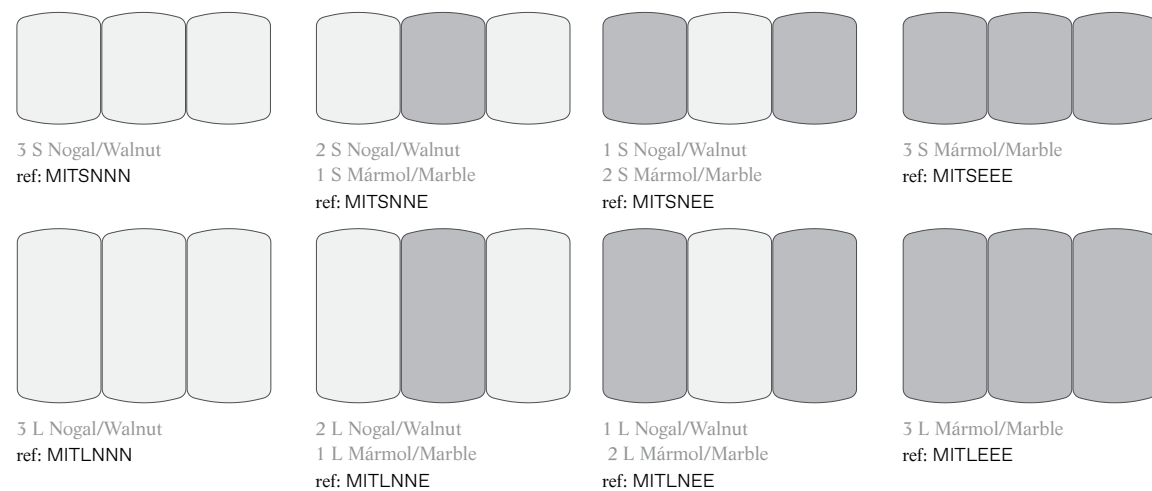 3 S Nogal/Walnut
ref: MITSNNN
2 S Nogal/Walnut
1 S Mármol/Marble
ref: MITSNNE
1 S Nogal/Walnut
2 S Mármol/Marble
ref: MITSNEE
3 S Mármol/Marble
ref: MITSEEE
3 L Nogal/Walnut
ref: MITLNNN
2 L Nogal/Walnut
1 L Mármol/Marble
ref: MITLNNE
1 L Nogal/Walnut
2 L Mármol/Marble
ref: MITLNEE
3 L Mármol/Marble
ref: MITLEEE